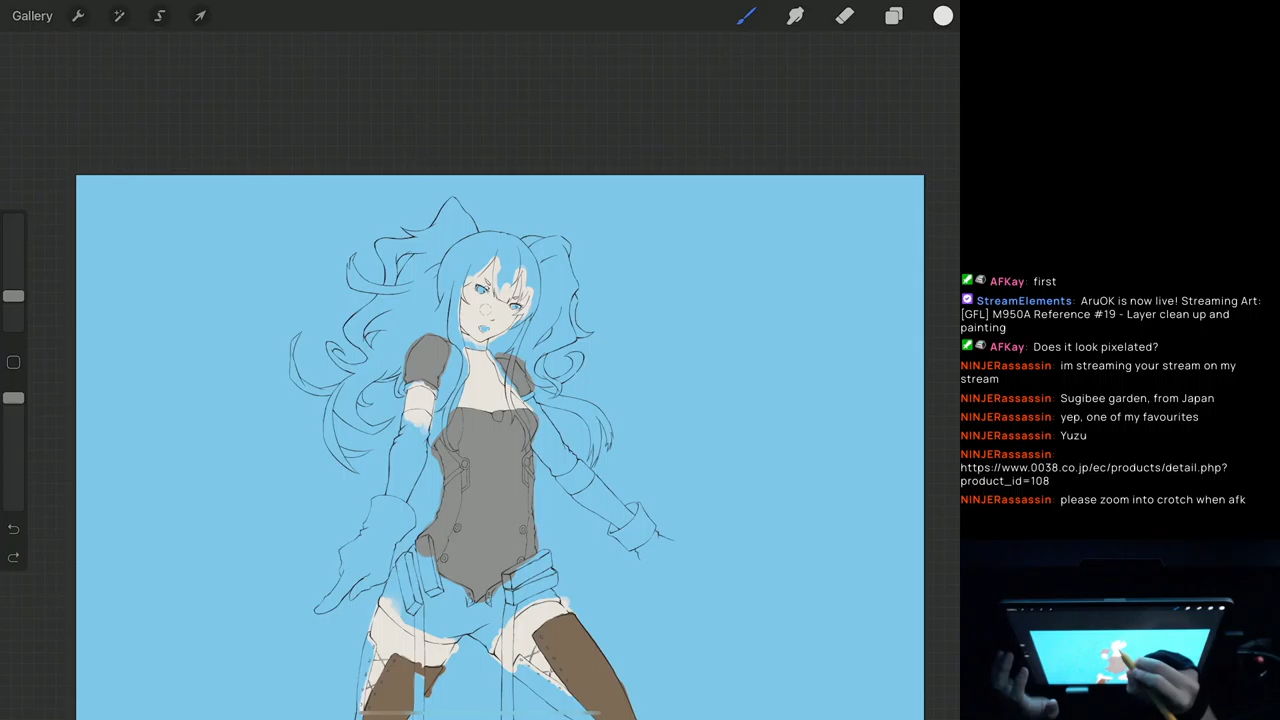 Gallery
AFKay: first
StreamElements: AruOK is now live! Streaming Art:
[GFL] M950A Reference #19 - Layer clean up and
painting
AFKay: Does it look pixelated?
NINJERassassin: im streaming your stream on my
stream
NINJERassassin: Sugibee garden, from Japan
NINJERassassin: yep, one of my favourites
NINJERassassin: Yuzu
NINJERassassin:
https://www.0038.co.jp/ec/products/detail.php?
product_id=108
NINJERassassin: please zoom into crotch when afk